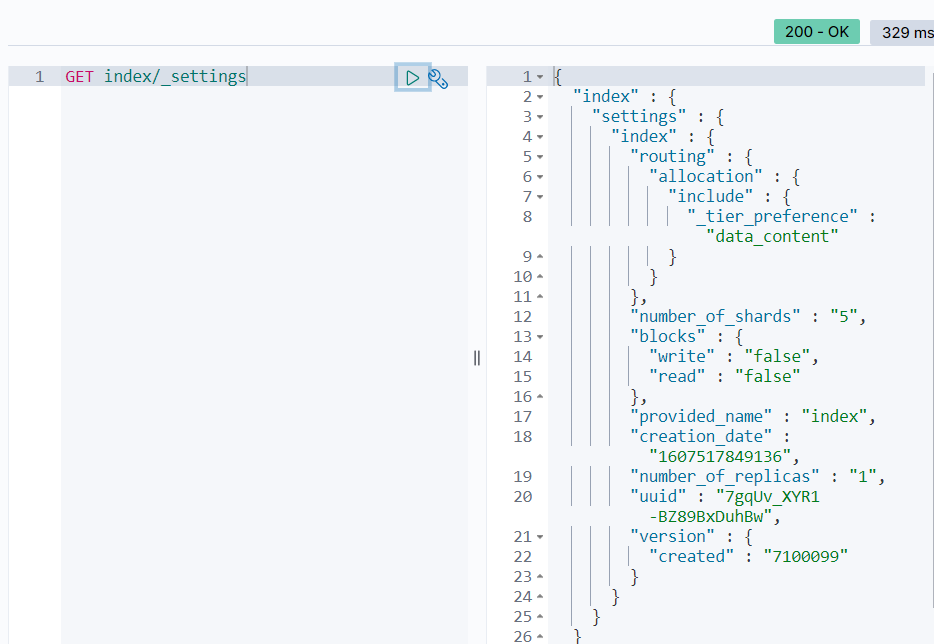 200 - OK
329 ms
1 GET index/_settings
1 {
2 "index" : {
3 "settings" : {
4 "index" : {
5 "routing" : {
6 "allocation" : {
7 "include" : {
8 "_tier_preference" :
"data_content"
9 }
10 }
11 },
12 "number_of_shards" : "5",
13 "blocks" : {
14 "write" : "false",
15 "read" : "false"
16 },
17 "provided_name" : "index",
18 "creation_date" :
"1607517849136",
19 "number_of_replicas" : "1",
20 "uuid" : "7gqUv_XYR1
-BZ89BxDuhBw",
21 "version" : {
22 "created" : "7100099"
23 }
24 }
25 }
26 }